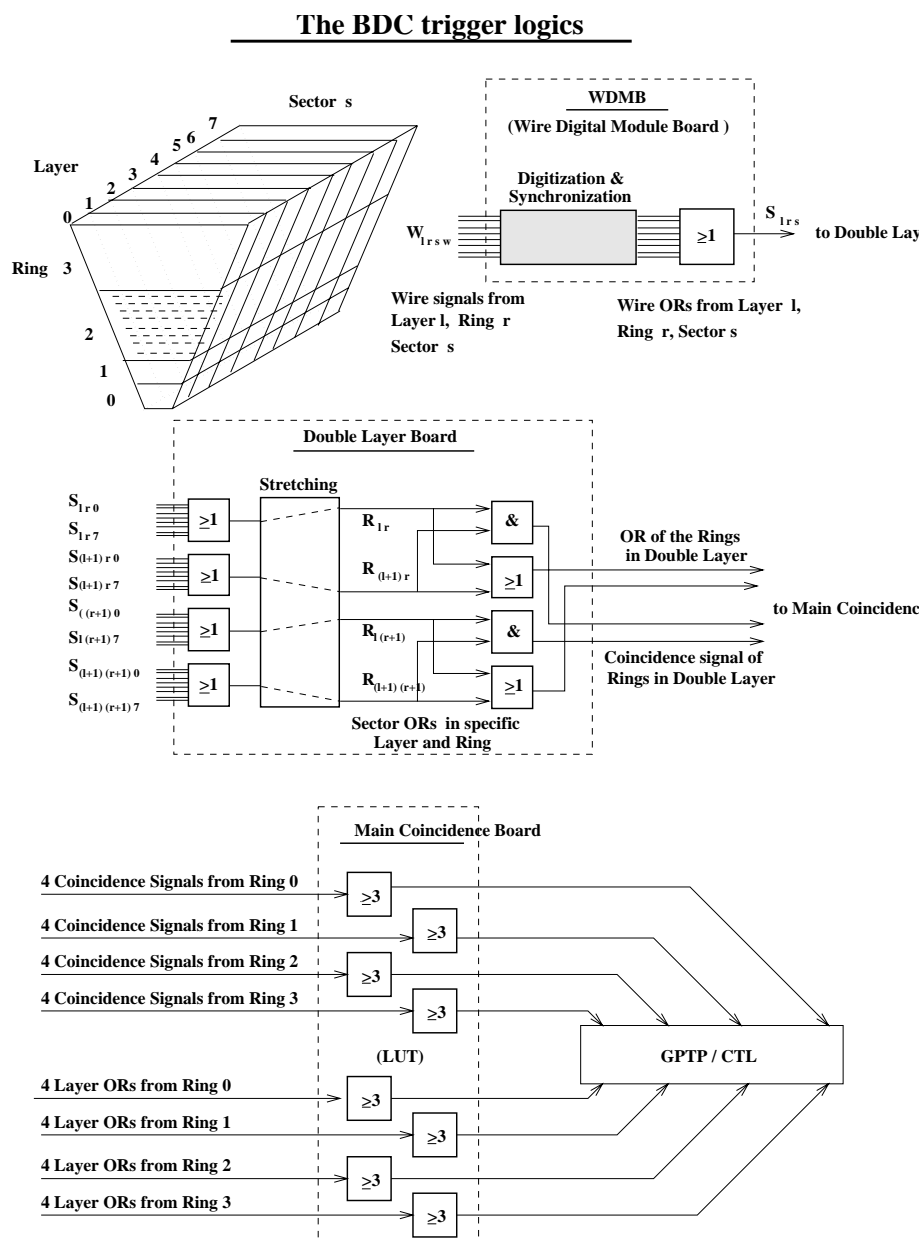 The BDC trigger logics
Sector s
7
6
5
4
3
2
1
0
Layer
Ring
3
2
1
0
WDMB
(Wire Digital Module Board )
Digitization &
Synchronization
W l r s w
≥1
S l r s
to Double Lay
Wire signals from
Layer l, Ring r
Sector s
Wire ORs from Layer l,
Ring r, Sector s
Double Layer Board
Stretching
S l r 0
S l r 7
S (l+1) r 0
S (l+1) r 7
S ( (r+1) 0
S l (r+1) 7
S (l+1) (r+1) 0
S (l+1) (r+1) 7
≥1
≥1
≥1
≥1
R l r
R (l+1) r
R l (r+1)
R (l+1) (r+1)
&
≥1
&
≥1
Sector ORs in specific
Layer and Ring
OR of the Rings
in Double Layer
to Main Coincidenc
Coincidence signal of
Rings in Double Layer
Main Coincidence Board
4 Coincidence Signals from Ring 0
≥3
4 Coincidence Signals from Ring 1
≥3
4 Coincidence Signals from Ring 2
≥3
4 Coincidence Signals from Ring 3
≥3
(LUT)
GPTP / CTL
4 Layer ORs from Ring 0
≥3
4 Layer ORs from Ring 1
≥3
4 Layer ORs from Ring 2
≥3
4 Layer ORs from Ring 3
≥3